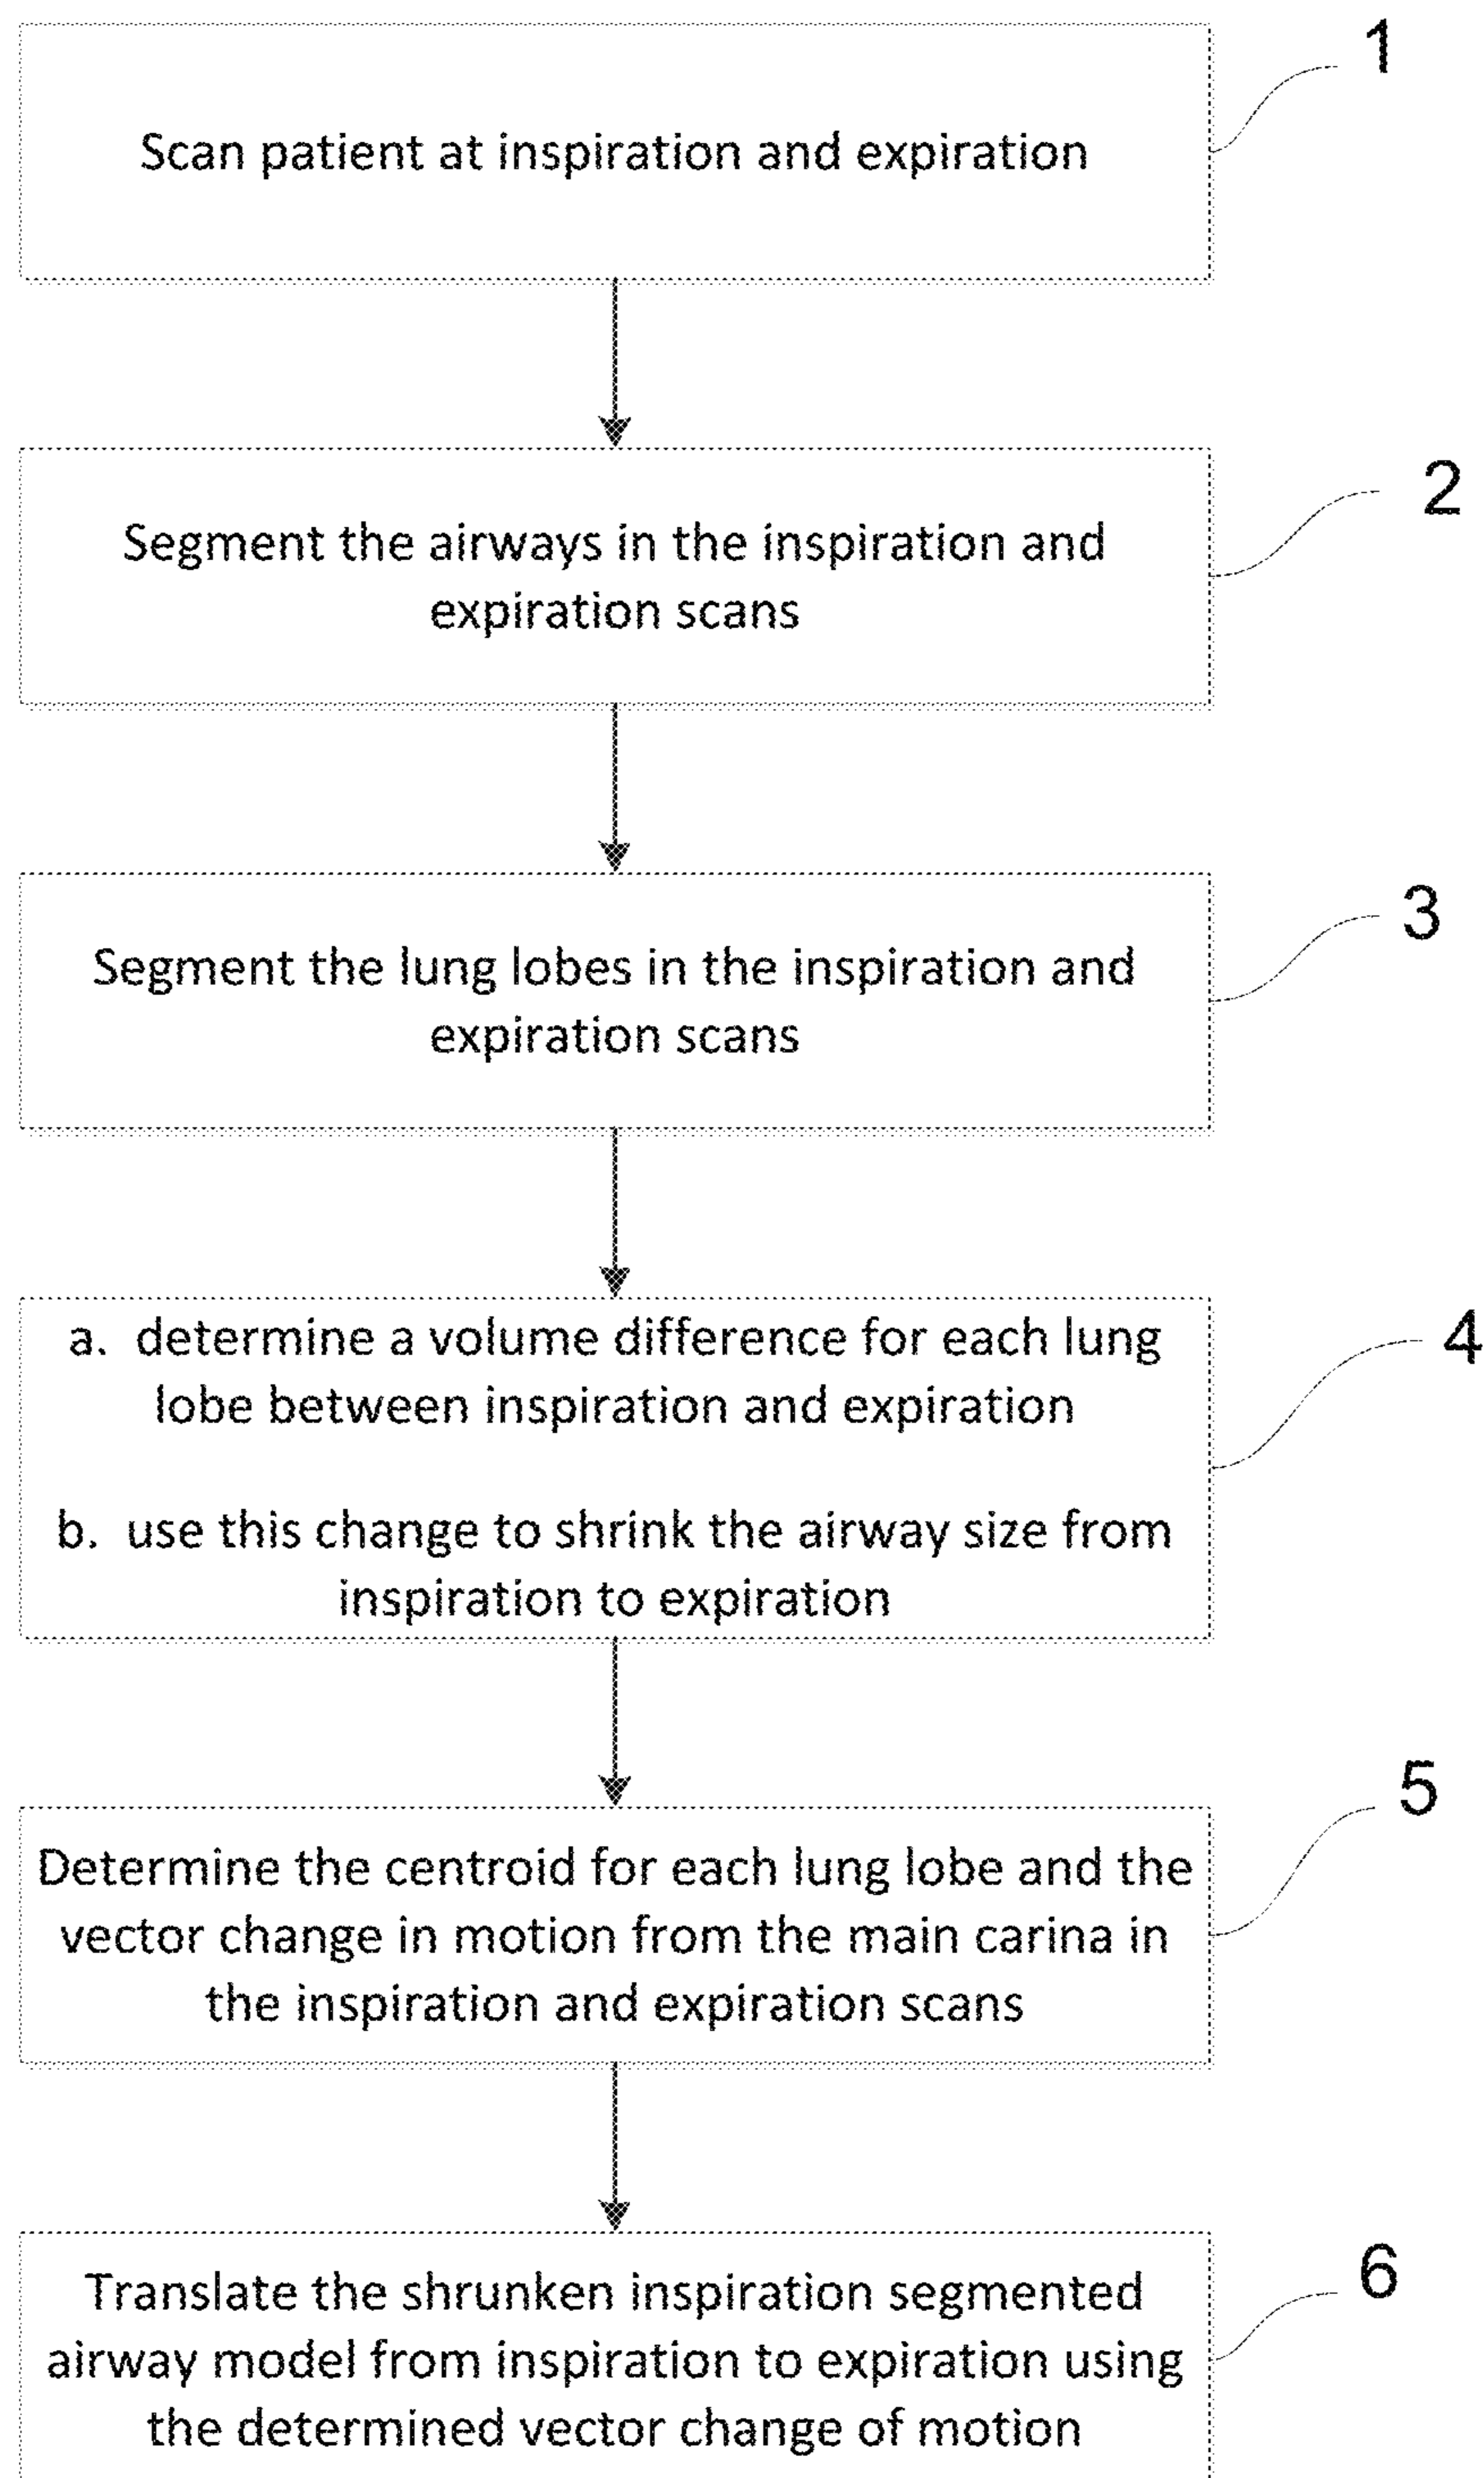 1
Scan patient at inspiration and expiration
2
Segment the airways in the inspiration and
expiration scans
3
Segment the lung lobes in the inspiration and
expiration scans
4
a. determine a volume difference for each lung
lobe between inspiration and expiration
b. use this change to shrink the airway size from
inspiration to expiration
5
Determine the centroid for each lung lobe and the
vector change in motion from the main carina in
the inspiration and expiration scans
6
Translate the shrunken inspiration segmented
airway model from inspiration to expiration using
the determined vector change of motion